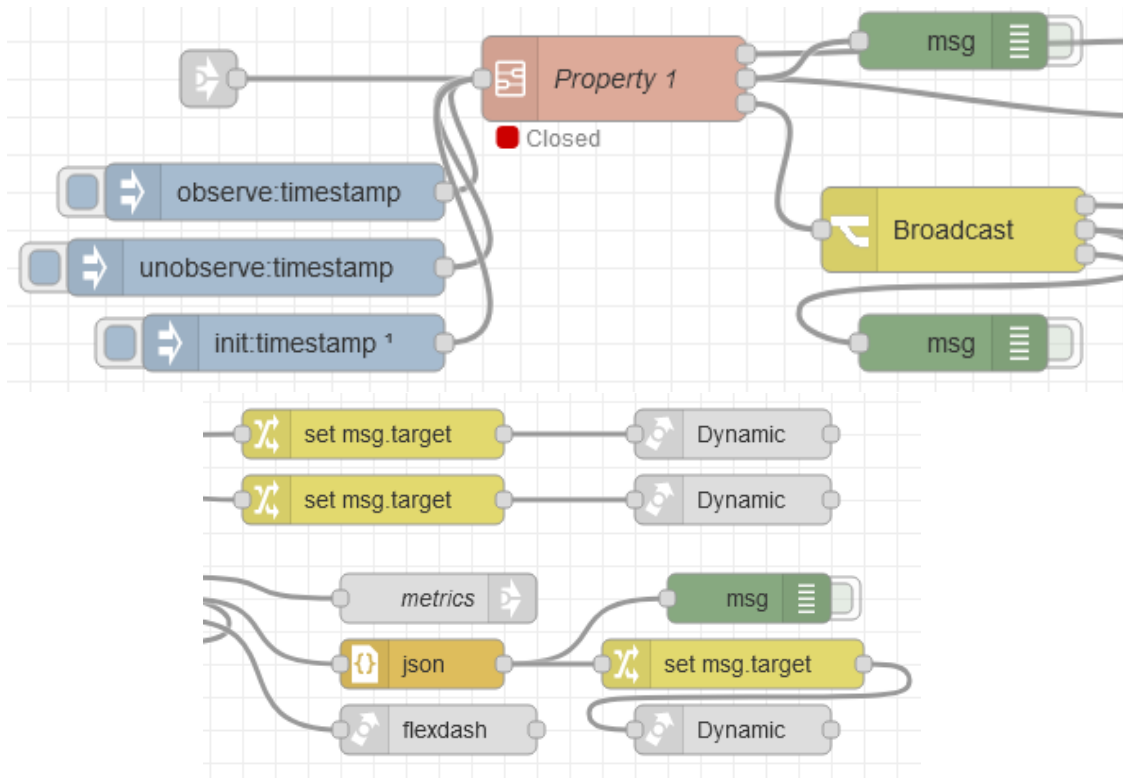 msg
Property 1
Closed
observe:timestamp
Broadcast
unobserve:timestamp
init:timestamp ¹
msg
set msg.target
Dynamic
set msg.target
Dynamic
metrics
msg
json
set msg.target
flexdash
Dynamic